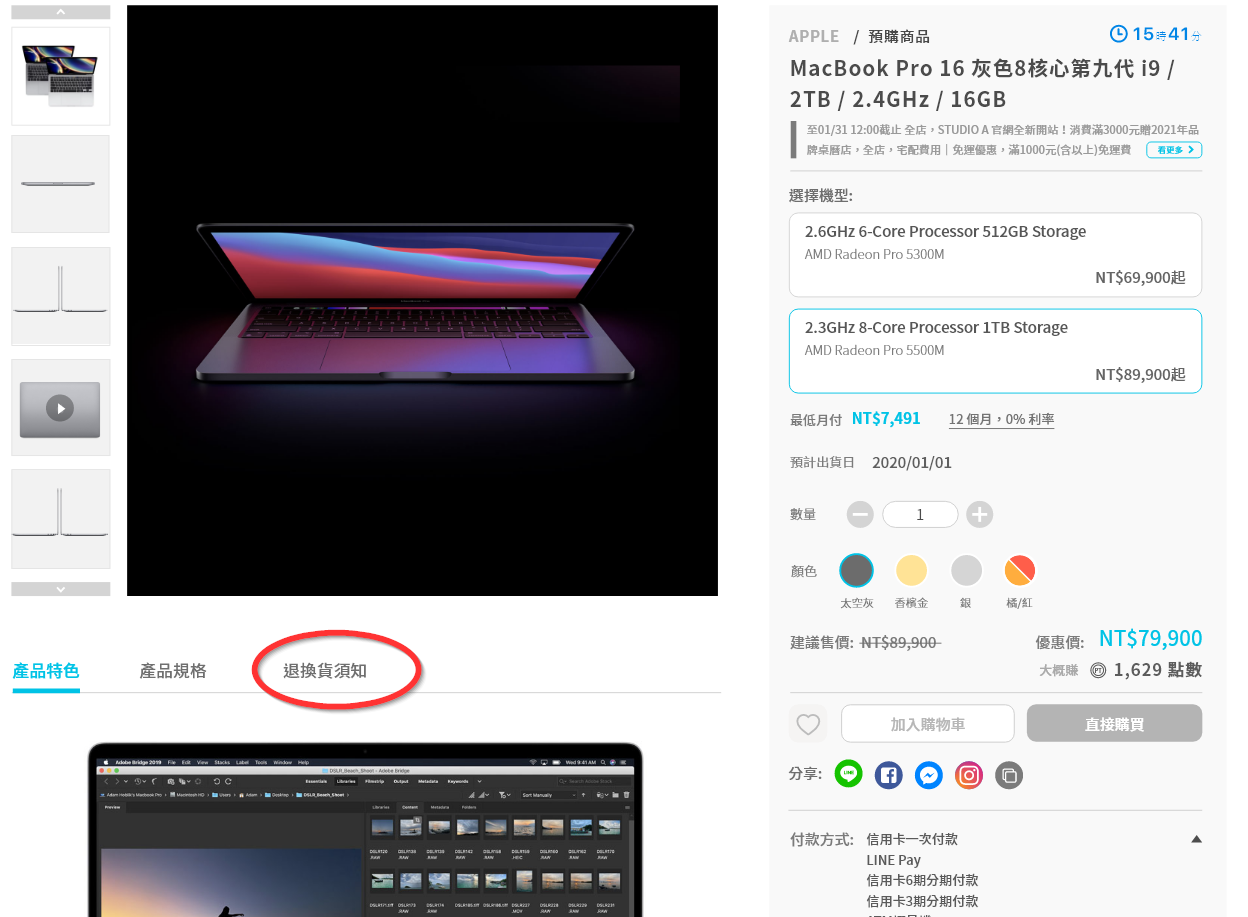 APPLE / 預購商品
15時41分
MacBook Pro 16 灰色8核心第九代 i9 /
2TB / 2.4GHz / 16GB
至01/31 12:00截止 全店，STUDIO A 官網全新開站！消費滿3000元贈2021年品
牌桌曆店，全店，宅配費用｜免運優惠，滿1000元(含以上)免運費
看更多
選擇機型:
2.6GHz 6-Core Processor 512GB Storage
AMD Radeon Pro 5300M
NT$69,900起
2.3GHz 8-Core Processor 1TB Storage
AMD Radeon Pro 5500M
NT$89,900起
最低月付 NT$7,491 12 個月，0% 利率
預計出貨日 2020/01/01
數量 1
顏色
太空灰 香檳金 銀 橘/紅
建議售價: NT$89,900
優惠價: NT$79,900
大概賺 1,629 點數
加入購物車
直接購買
分享:
付款方式: 信用卡一次付款
LINE Pay
信用卡6期分期付款
信用卡3期分期付款
產品特色
產品規格
退換貨須知
Adobe Bridge 2019 File Edit View Stacks Label Tools Window Help
Wed 9:41 AM
DSLR_Beach_Shoot - Adobe Bridge
Essentials Libraries Filmstrip Output Metadata Keywords
Search Adobe Stock
Macintosh HD Users Adam Desktop DSLR_Beach_Shoot
Sort Manually
Preview
Libraries Content Metadata Folders